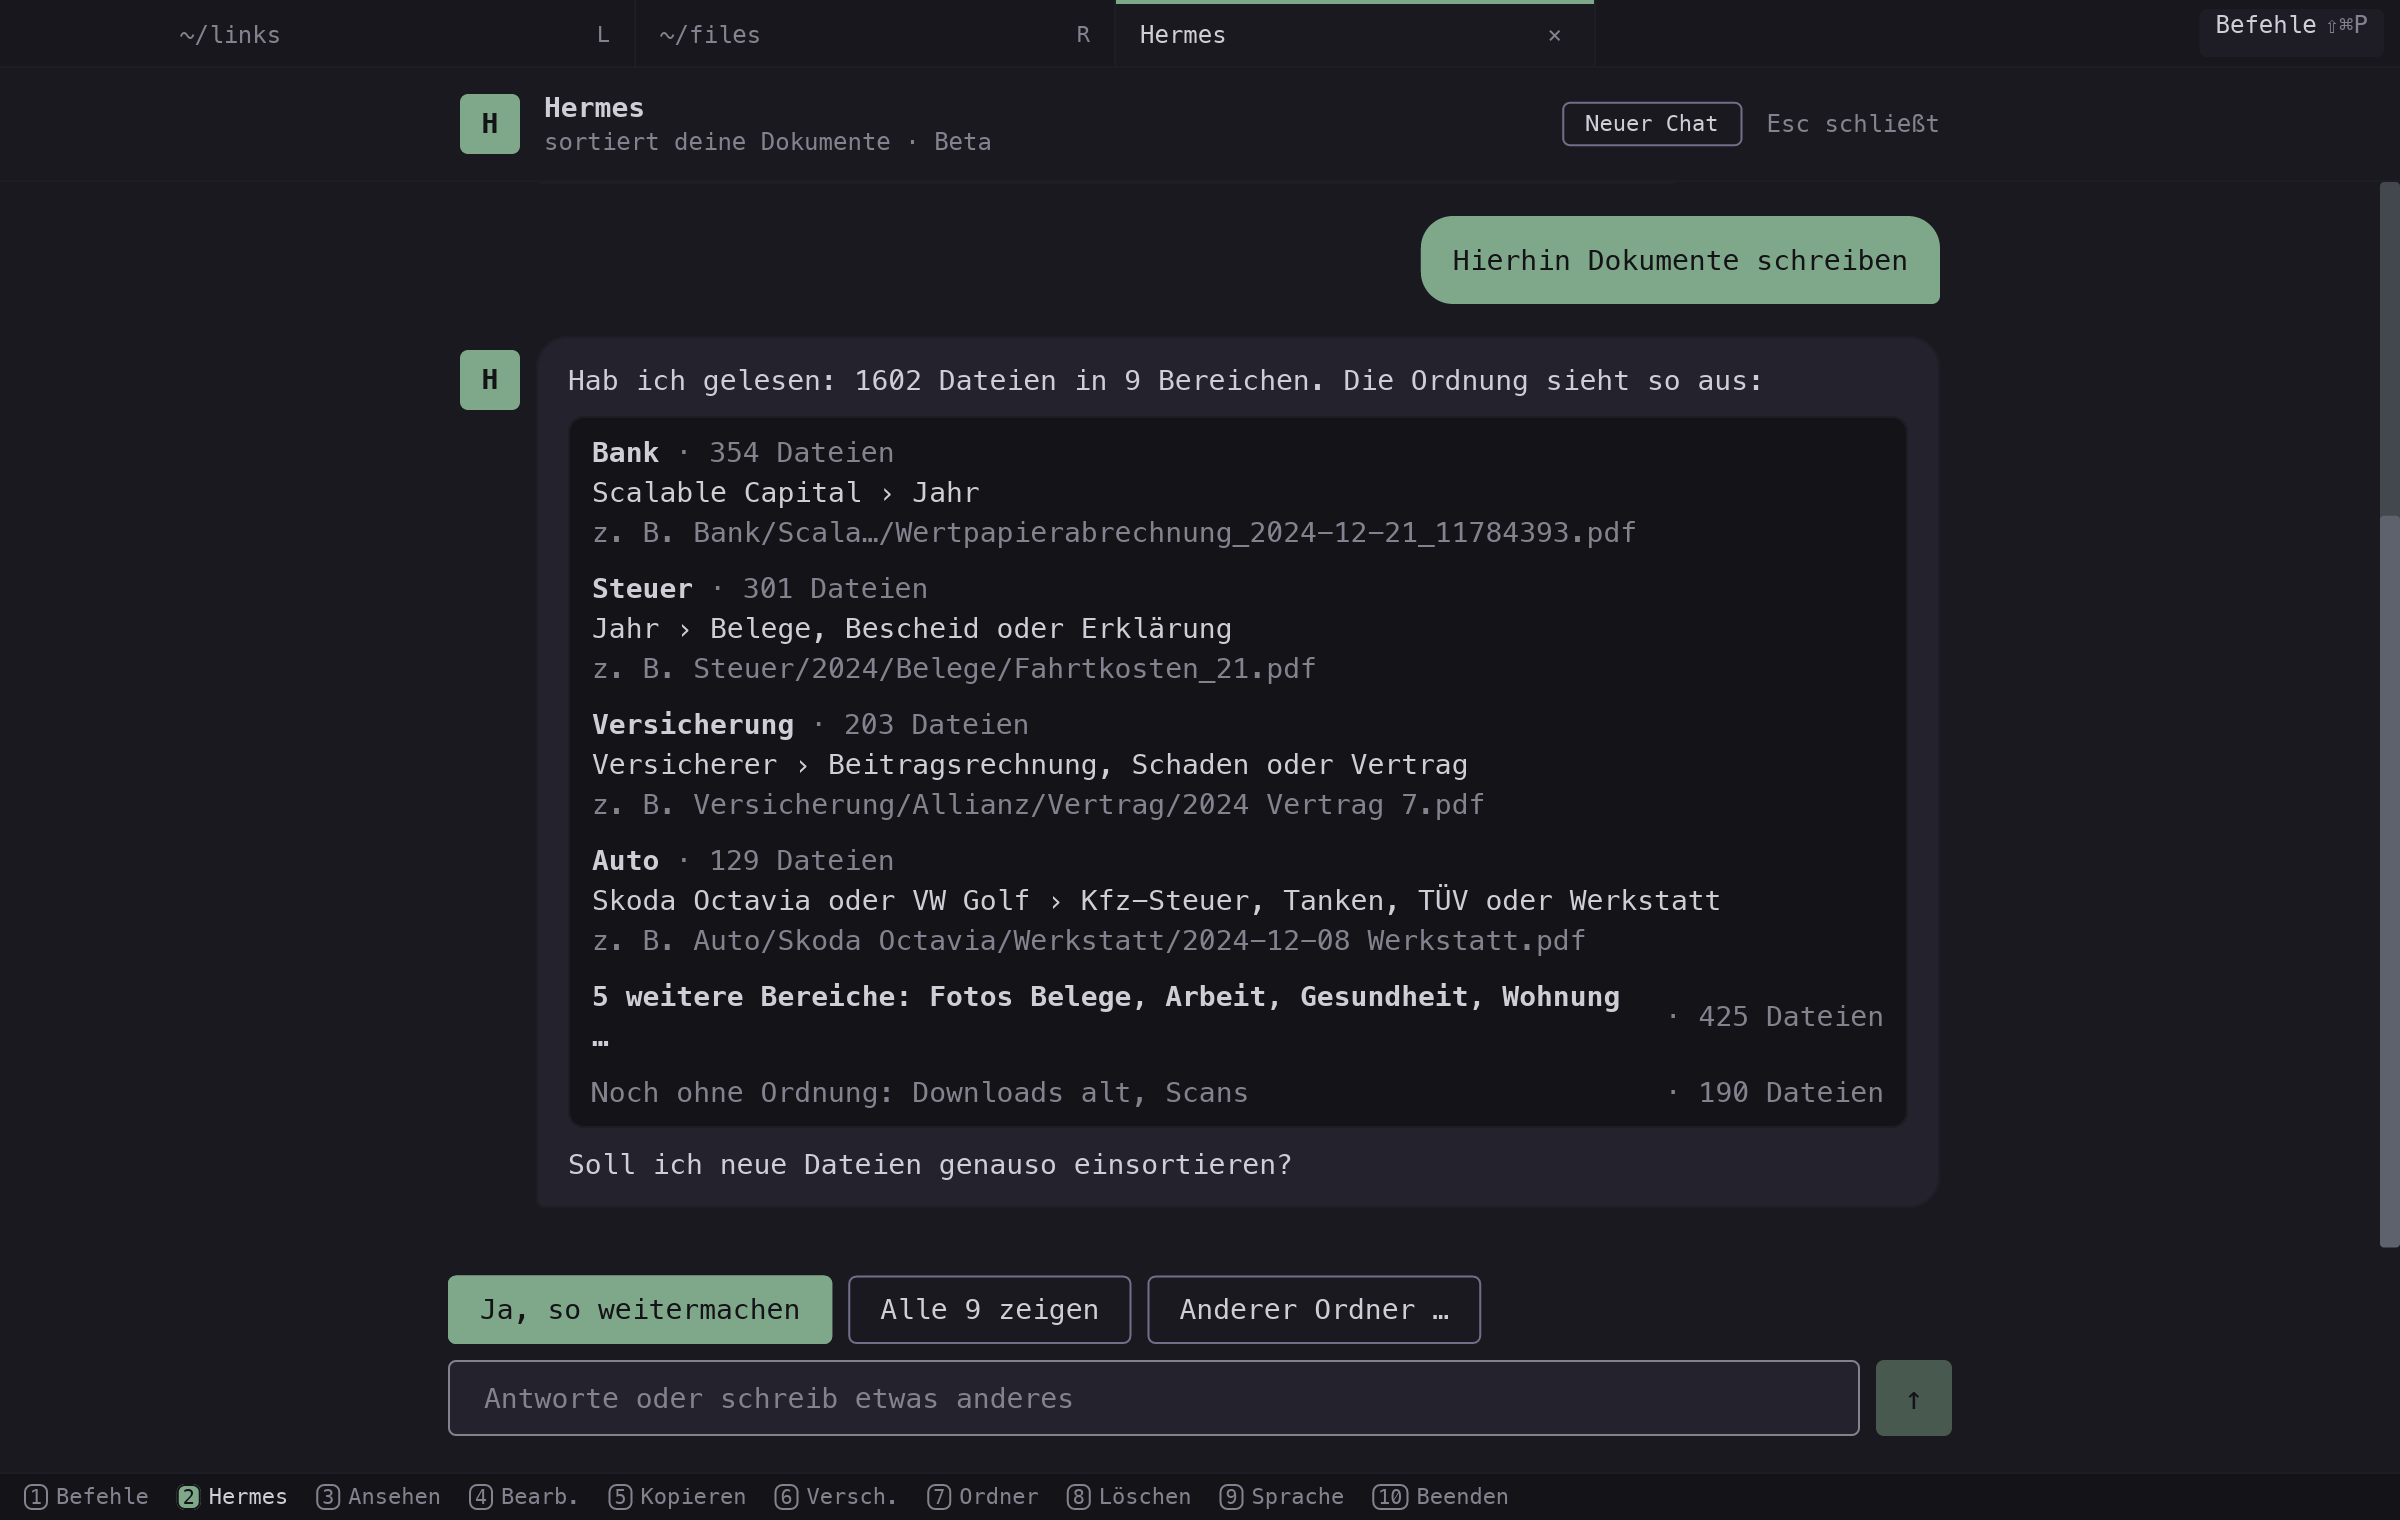 ~/links L ~/files R Hermes × Befehle ⇧⌘P
H Hermes
sortiert deine Dokumente · Beta
Neuer Chat Esc schließt
Hierhin Dokumente schreiben
H
Hab ich gelesen: 1602 Dateien in 9 Bereichen. Die Ordnung sieht so aus:
Bank · 354 Dateien
Scalable Capital › Jahr
z. B. Bank/Scala…/Wertpapierabrechnung_2024-12-21_11784393.pdf
Steuer · 301 Dateien
Jahr › Belege, Bescheid oder Erklärung
z. B. Steuer/2024/Belege/Fahrtkosten_21.pdf
Versicherung · 203 Dateien
Versicherer › Beitragsrechnung, Schaden oder Vertrag
z. B. Versicherung/Allianz/Vertrag/2024 Vertrag 7.pdf
Auto · 129 Dateien
Skoda Octavia oder VW Golf › Kfz-Steuer, Tanken, TÜV oder Werkstatt
z. B. Auto/Skoda Octavia/Werkstatt/2024-12-08 Werkstatt.pdf
5 weitere Bereiche: Fotos Belege, Arbeit, Gesundheit, Wohnung
…
· 425 Dateien
Noch ohne Ordnung: Downloads alt, Scans · 190 Dateien
Soll ich neue Dateien genauso einsortieren?
Ja, so weitermachen Alle 9 zeigen Anderer Ordner …
Antworte oder schreib etwas anderes ↑
1 Befehle 2 Hermes 3 Ansehen 4 Bearb. 5 Kopieren 6 Versch. 7 Ordner 8 Löschen 9 Sprache 10 Beenden